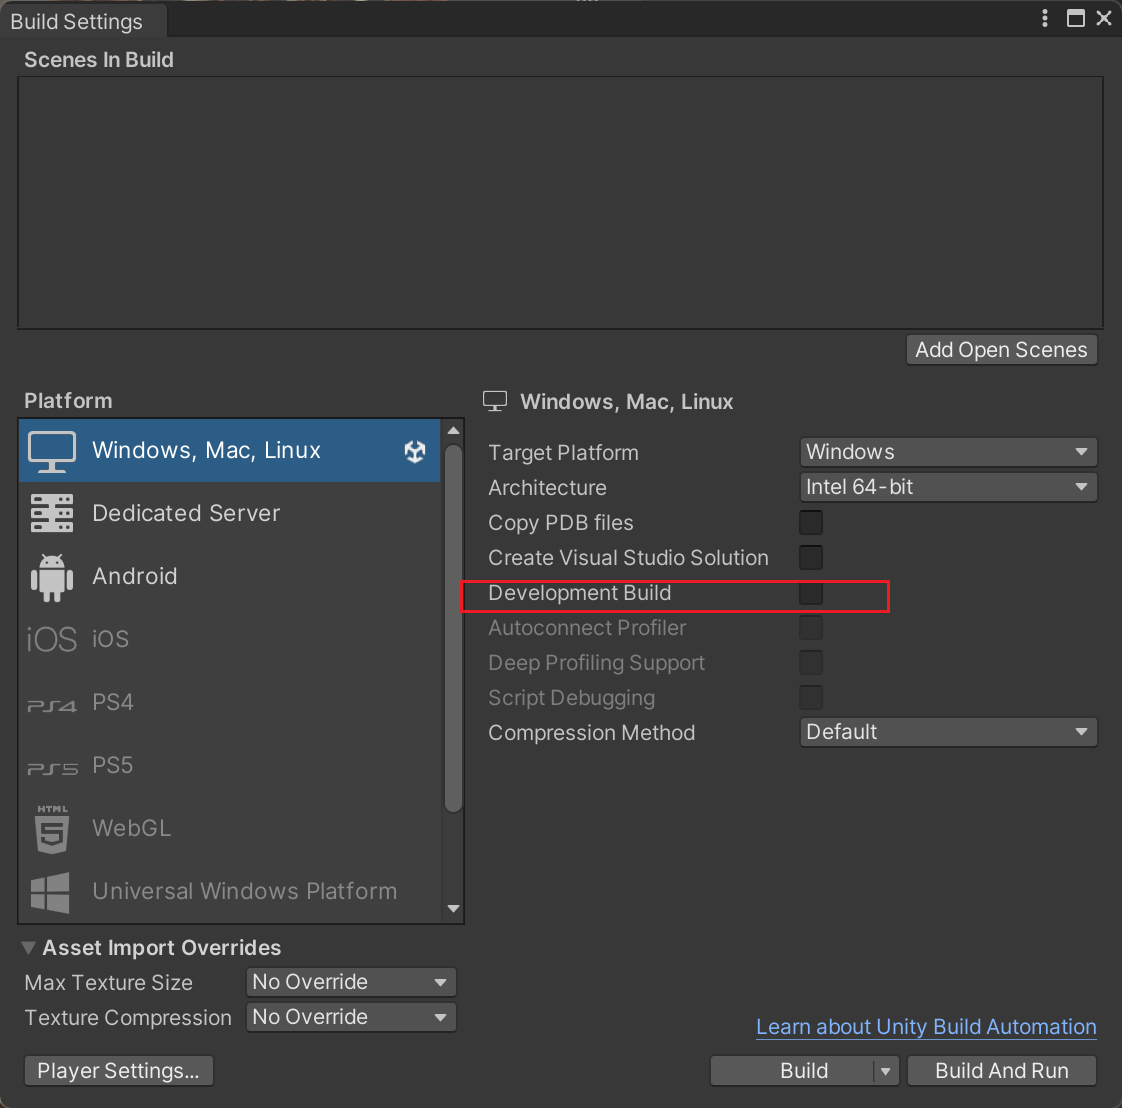 Build Settings
Scenes In Build
Add Open Scenes
Platform
Windows, Mac, Linux
Dedicated Server
Android
iOS iOS
PS4 PS4
PS5 PS5
HTML
5 WebGL
Universal Windows Platform
Windows, Mac, Linux
Target Platform Windows
Architecture Intel 64-bit
Copy PDB files
Create Visual Studio Solution
Development Build
Autoconnect Profiler
Deep Profiling Support
Script Debugging
Compression Method Default
Asset Import Overrides
Max Texture Size No Override
Texture Compression No Override
Learn about Unity Build Automation
Player Settings... Build Build And Run